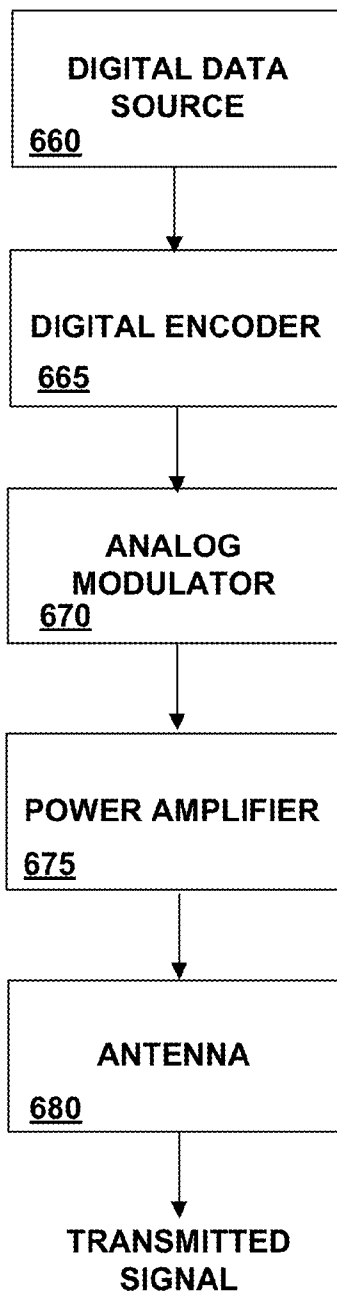 DIGITAL DATA
SOURCE
660
DIGITAL ENCODER
665
ANALOG
MODULATOR
670
POWER AMPLIFIER
675
ANTENNA
680
TRANSMITTED
SIGNAL